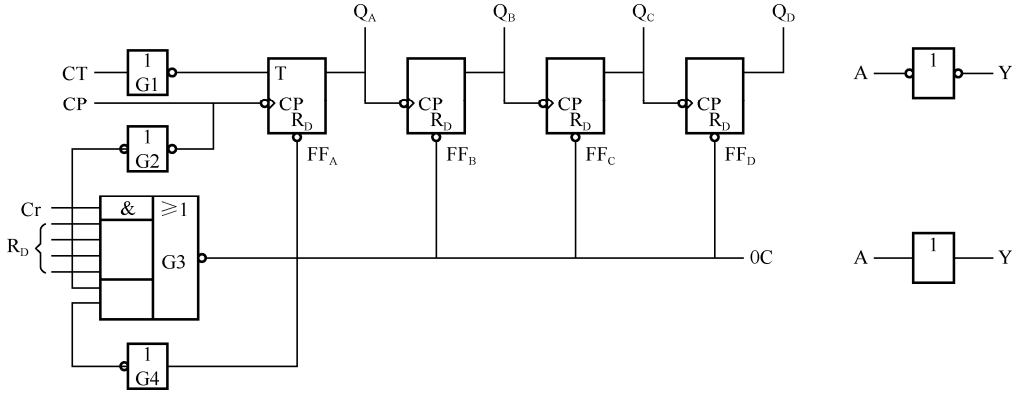 Q_A Q_B Q_C Q_D
CT 1 G1 T
CP CP CP CP CP
R_D R_D R_D R_D
1 G2 FF_A FF_B FF_C FF_D
Cr & ≥1
R_D G3 0C
1 G4
A 1 Y
A 1 Y